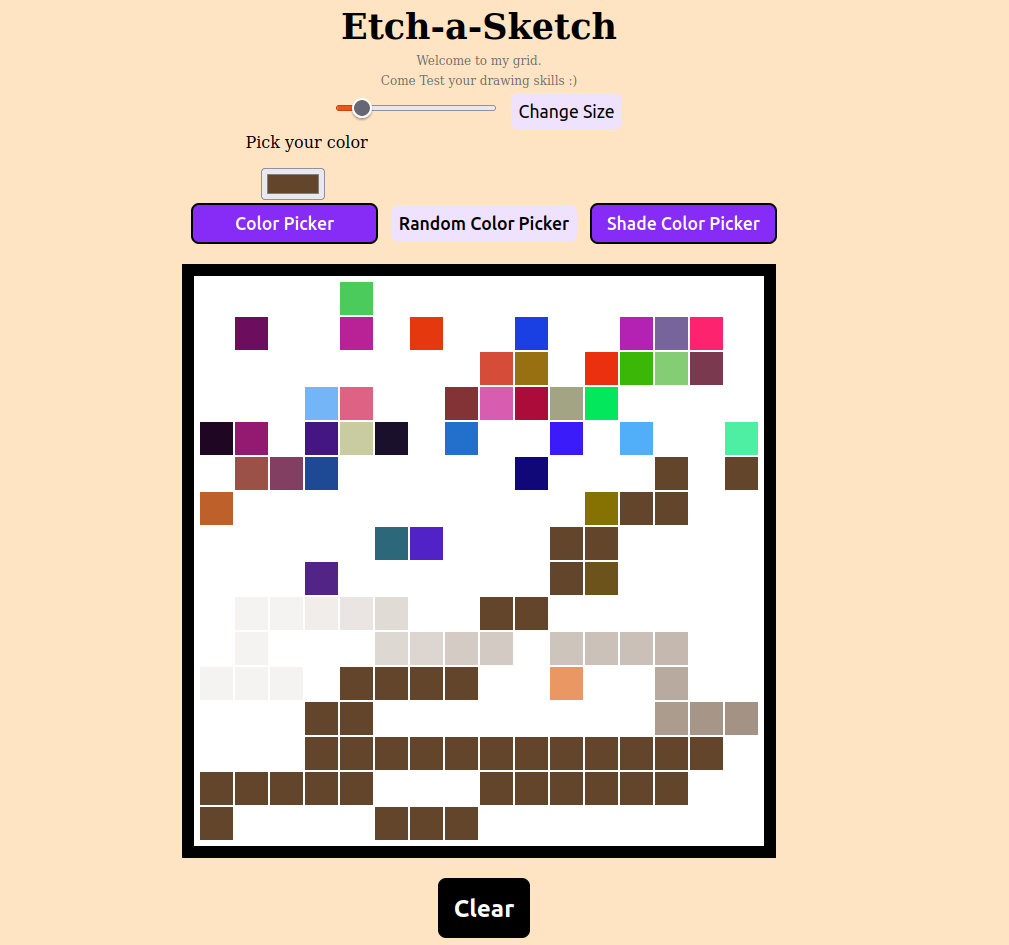 Etch-a-Sketch
Welcome to my grid.
Come Test your drawing skills :)
Change Size
Pick your color
Color Picker
Random Color Picker
Shade Color Picker
Clear